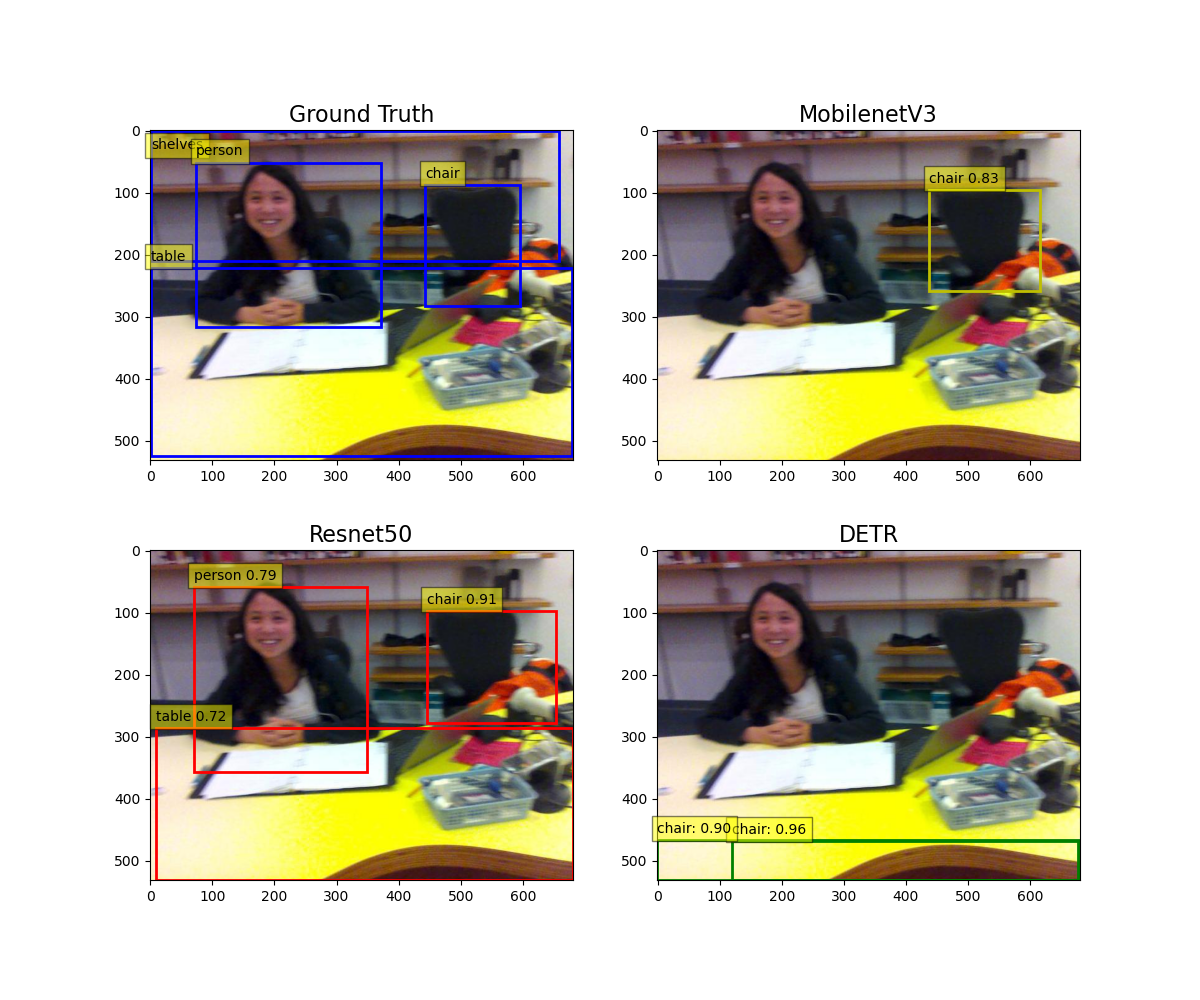 Ground Truth
MobilenetV3
0
100
200
300
400
500
0 100 200 300 400 500 600
shelves
person
chair
table
0
100
200
300
400
500
0 100 200 300 400 500 600
chair 0.83
Resnet50
DETR
0
100
200
300
400
500
0 100 200 300 400 500 600
person 0.79
chair 0.91
table 0.72
0
100
200
300
400
500
0 100 200 300 400 500 600
chair: 0.90
chair: 0.96